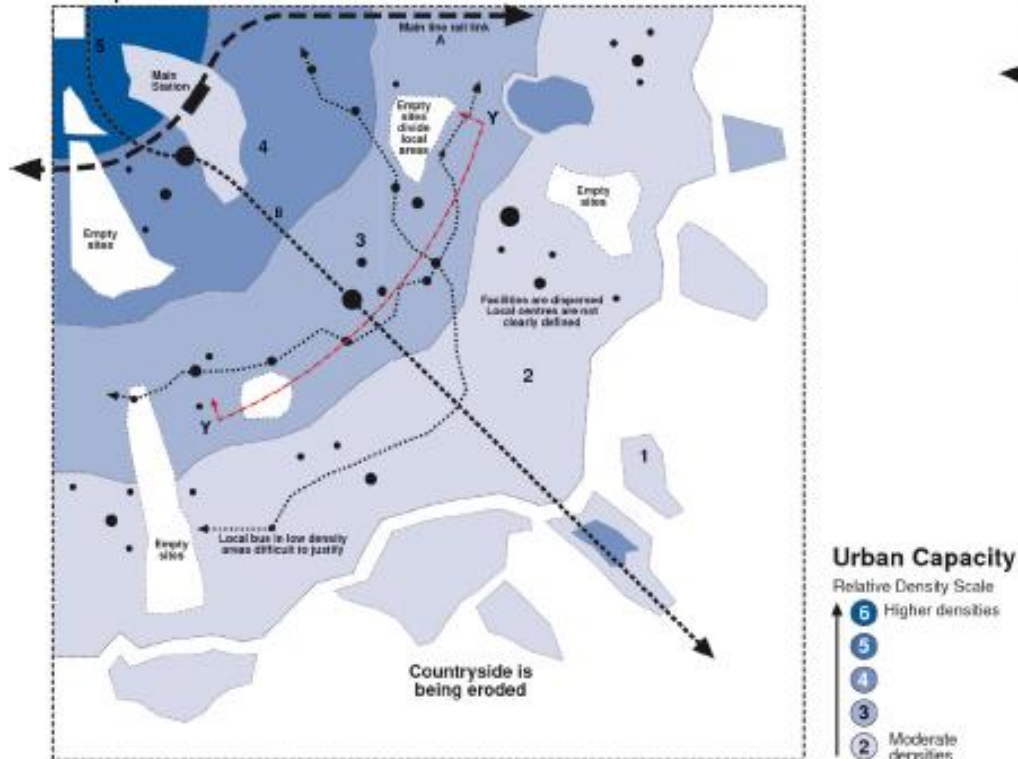 5
Main line rail link
A
Main
Station
Empty
sites
divide
local
areas
Y
4
Empty
sites
B
Empty
sites
3
Facilities are dispersed
Local centres are not
clearly defined
2
Y
1
Empty
sites
Local bus in low density
areas difficult to justify
Countryside is
being eroded
Urban Capacity
Relative Density Scale
6 Higher densities
5
4
3
2 Moderate
densities